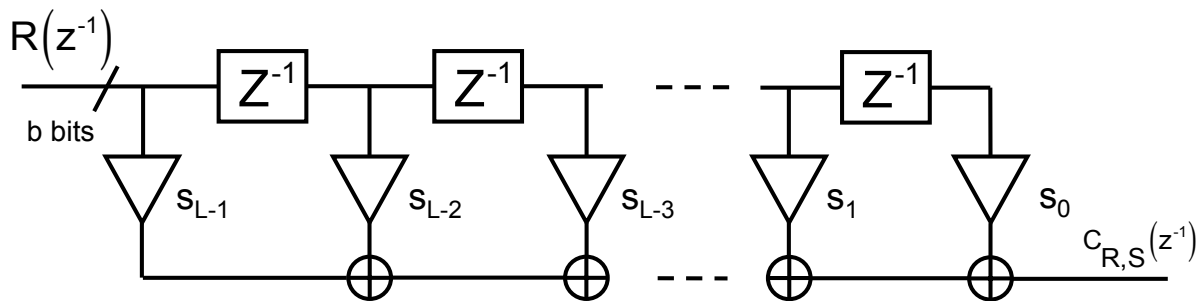 R(z⁻¹)
Z⁻¹
Z⁻¹
Z⁻¹
b bits
s_{L-1}
s_{L-2}
s_{L-3}
s_1
s_0
C_{R,S}(z⁻¹)